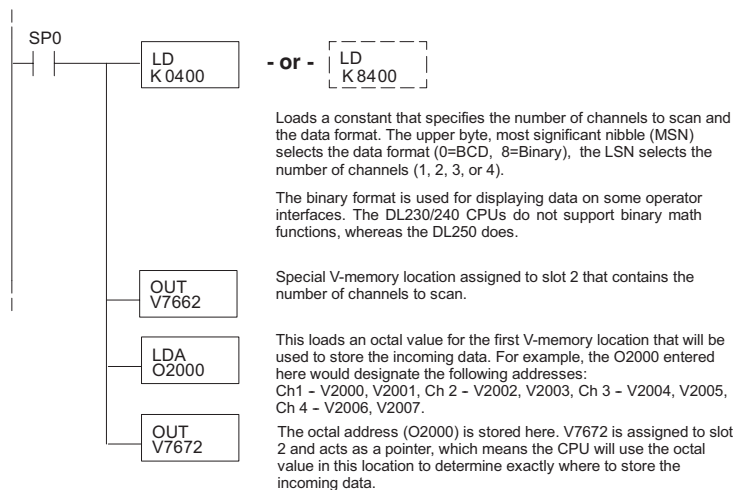 SP0
LD
K 0400
- or -
LD
K 8400
Loads a constant that specifies the number of channels to scan and
the data format. The upper byte, most significant nibble (MSN)
selects the data format (0=BCD, 8=Binary), the LSN selects the
number of channels (1, 2, 3, or 4).
The binary format is used for displaying data on some operator
interfaces. The DL230/240 CPUs do not support binary math
functions, whereas the DL250 does.
OUT
V7662
Special V-memory location assigned to slot 2 that contains the
number of channels to scan.
LDA
O2000
This loads an octal value for the first V-memory location that will be
used to store the incoming data. For example, the O2000 entered
here would designate the following addresses:
Ch1 - V2000, V2001, Ch 2 - V2002, V2003, Ch 3 - V2004, V2005,
Ch 4 - V2006, V2007.
OUT
V7672
The octal address (O2000) is stored here. V7672 is assigned to slot
2 and acts as a pointer, which means the CPU will use the octal
value in this location to determine exactly where to store the
incoming data.